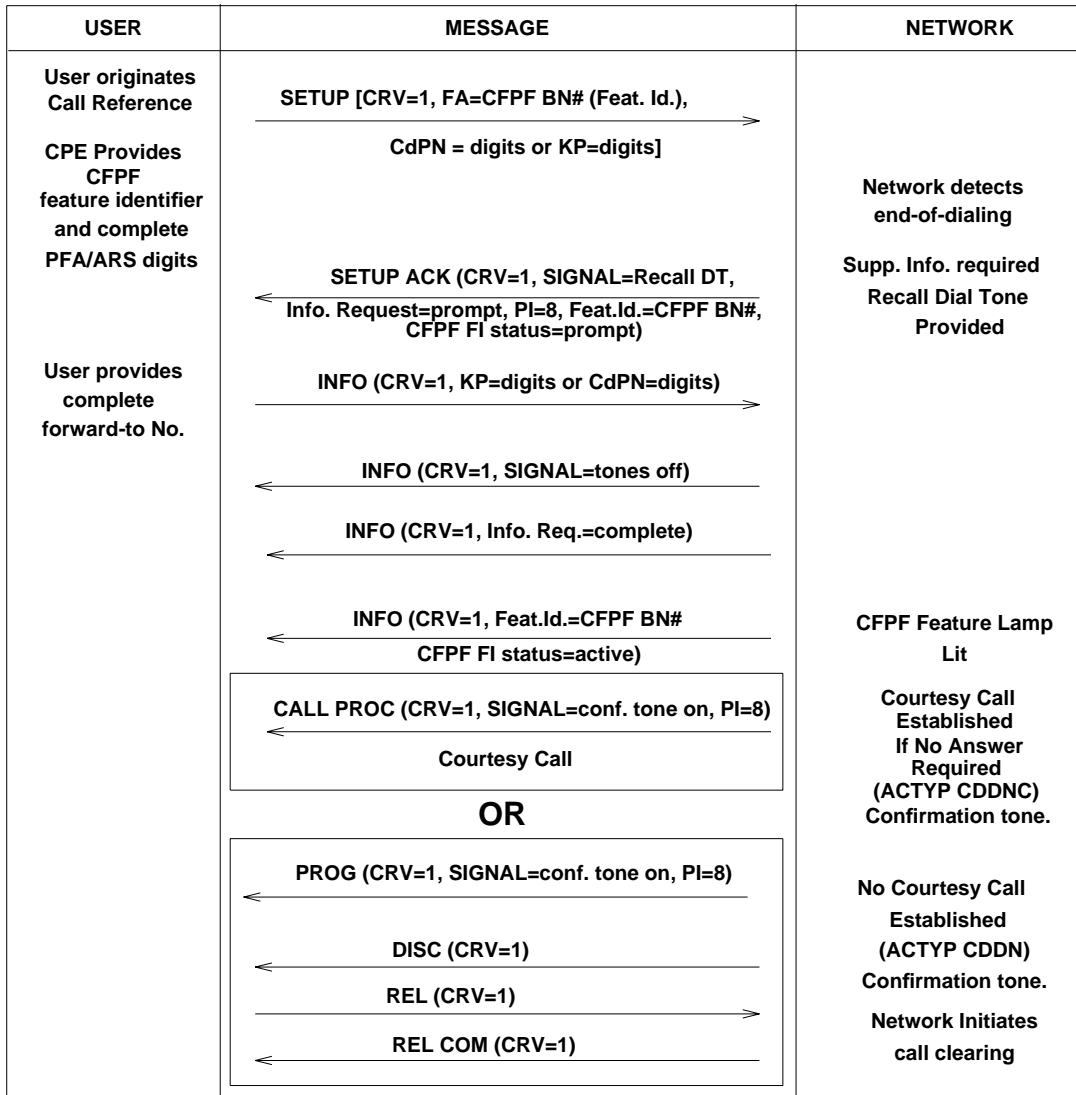 USER MESSAGE NETWORK
User originates
Call Reference
SETUP [CRV=1, FA=CFPF BN# (Feat. Id.),
CdPN = digits or KP=digits]
CPE Provides
CFPF
feature identifier
and complete
PFA/ARS digits
Network detects
end-of-dialing
SETUP ACK (CRV=1, SIGNAL=Recall DT,
Info. Request=prompt, PI=8, Feat.Id.=CFPF BN#,
CFPF FI status=prompt)
Supp. Info. required
Recall Dial Tone
Provided
User provides
complete
forward-to No.
INFO (CRV=1, KP=digits or CdPN=digits)
INFO (CRV=1, SIGNAL=tones off)
INFO (CRV=1, Info. Req.=complete)
INFO (CRV=1, Feat.Id.=CFPF BN#
CFPF FI status=active)
CFPF Feature Lamp
Lit
CALL PROC (CRV=1, SIGNAL=conf. tone on, PI=8)
Courtesy Call
Courtesy Call
Established
If No Answer
Required
(ACTYP CDDNC)
Confirmation tone.
OR
PROG (CRV=1, SIGNAL=conf. tone on, PI=8)
No Courtesy Call
Established
(ACTYP CDDN)
Confirmation tone.
DISC (CRV=1)
REL (CRV=1)
REL COM (CRV=1)
Network Initiates
call clearing